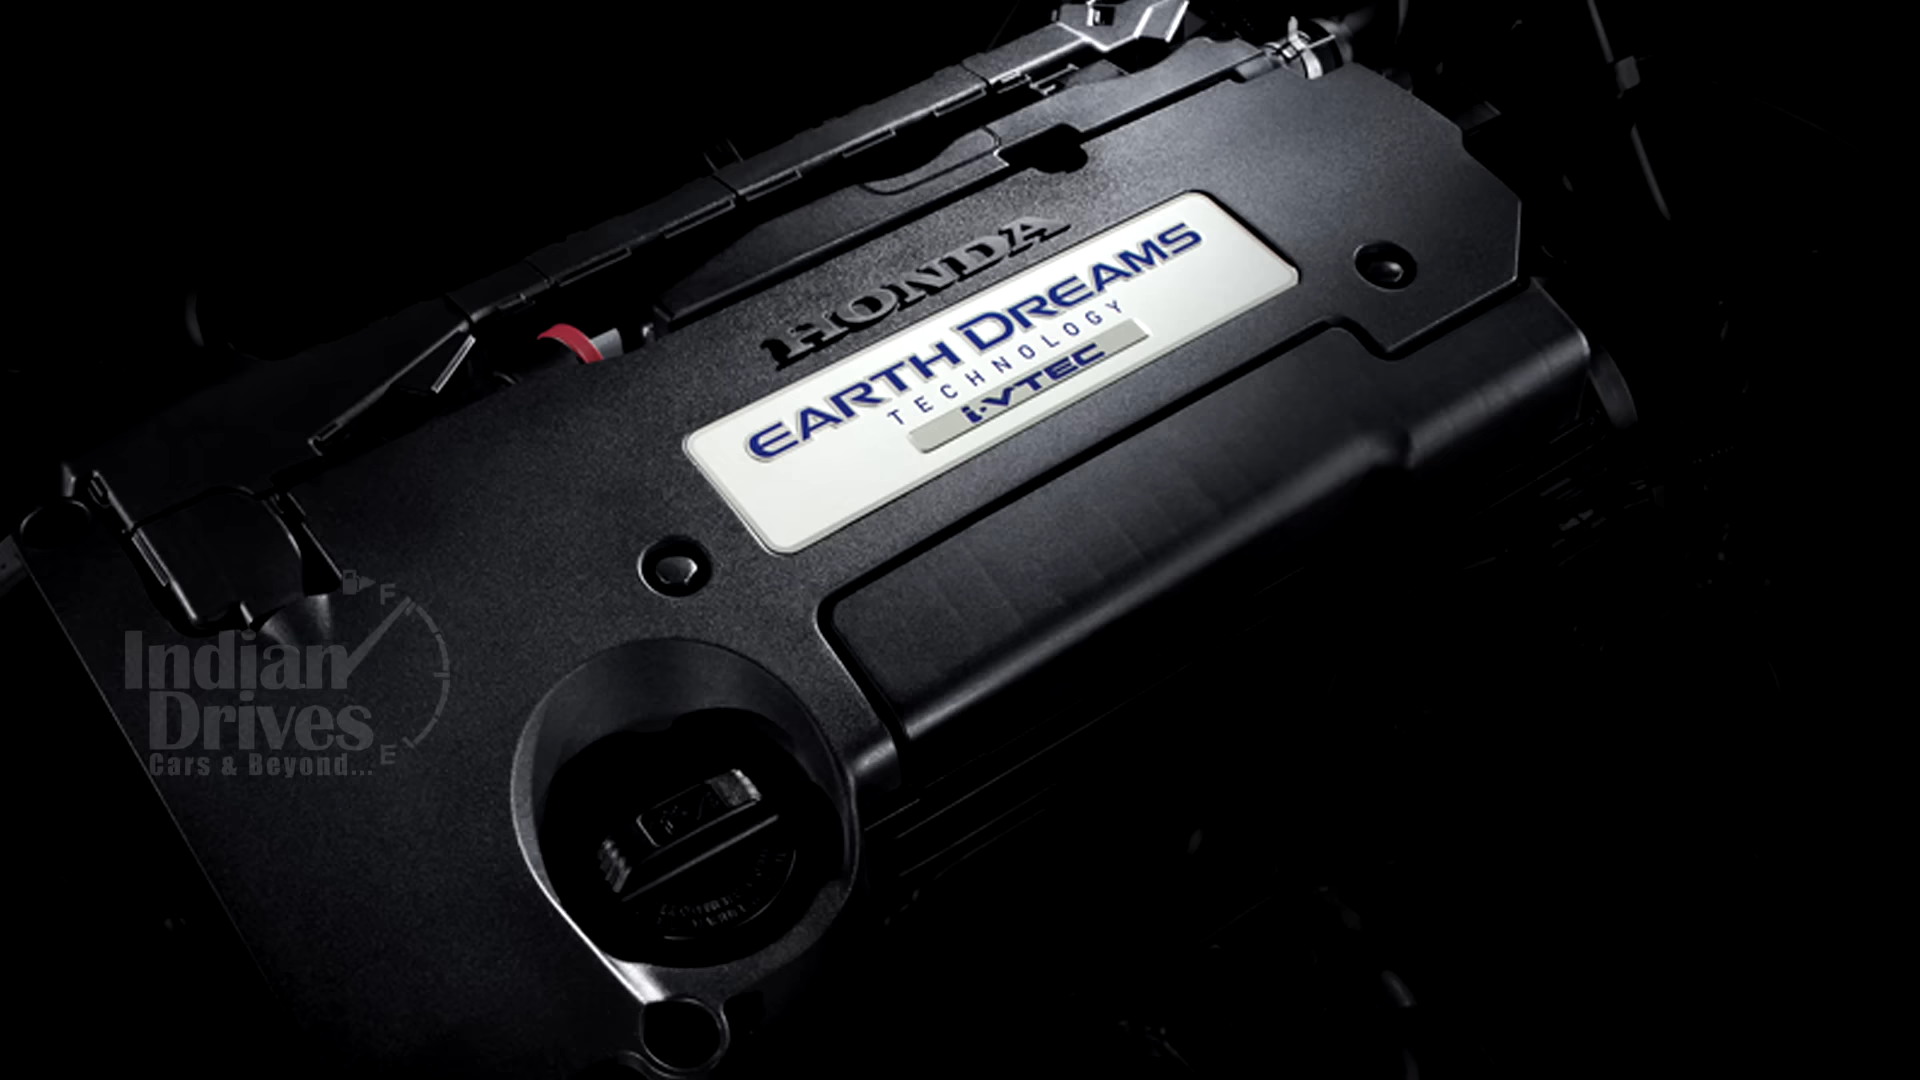 HONDA
EARTH DREAMS
TECHNOLOGY
i-VTEC
F
Indian
Drives
E
Cars & Beyond...